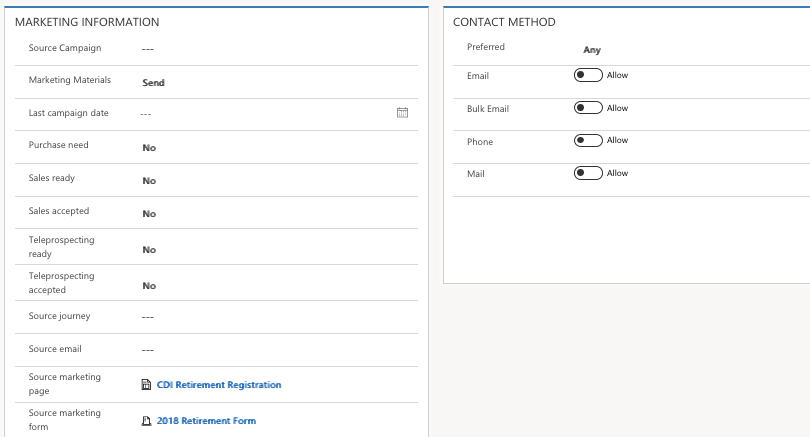 MARKETING INFORMATION
Source Campaign ---
Marketing Materials Send
Last campaign date ---
Purchase need No
Sales ready No
Sales accepted No
Teleprospecting
ready No
Teleprospecting
accepted No
Source journey ---
Source email ---
Source marketing
page CDI Retirement Registration
Source marketing
form 2018 Retirement Form
CONTACT METHOD
Preferred Any
Email Allow
Bulk Email Allow
Phone Allow
Mail Allow